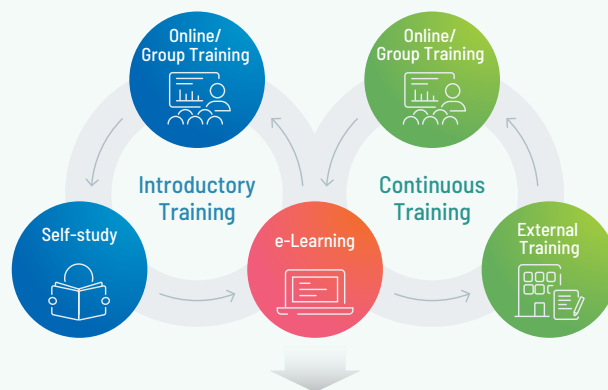 Online/
Group Training
Online/
Group Training
Introductory
Training
Continuous
Training
Self-study
e-Learning
External
Training